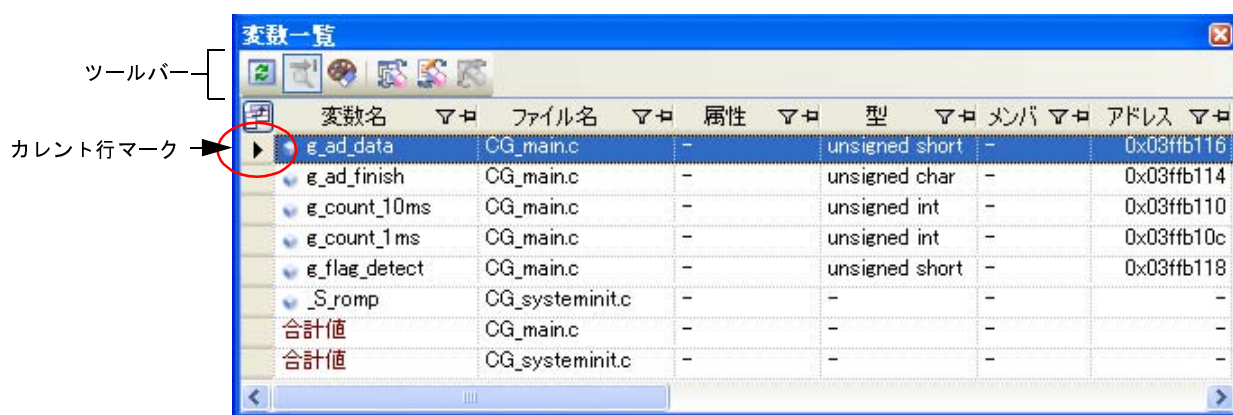 変数一覧
ツールバー
変数名 ファイル名 属性 型 メンバ アドレス
カレント行マーク
g_ad_data CG_main.c - unsigned short - 0x03ffb116
g_ad_finish CG_main.c - unsigned char - 0x03ffb114
g_count_10ms CG_main.c - unsigned int - 0x03ffb110
g_count_1ms CG_main.c - unsigned int - 0x03ffb10c
g_flag_detect CG_main.c - unsigned short - 0x03ffb118
_S_romp CG_systeminit.c - - - -
合計値 CG_main.c - - - -
合計値 CG_systeminit.c - - - -